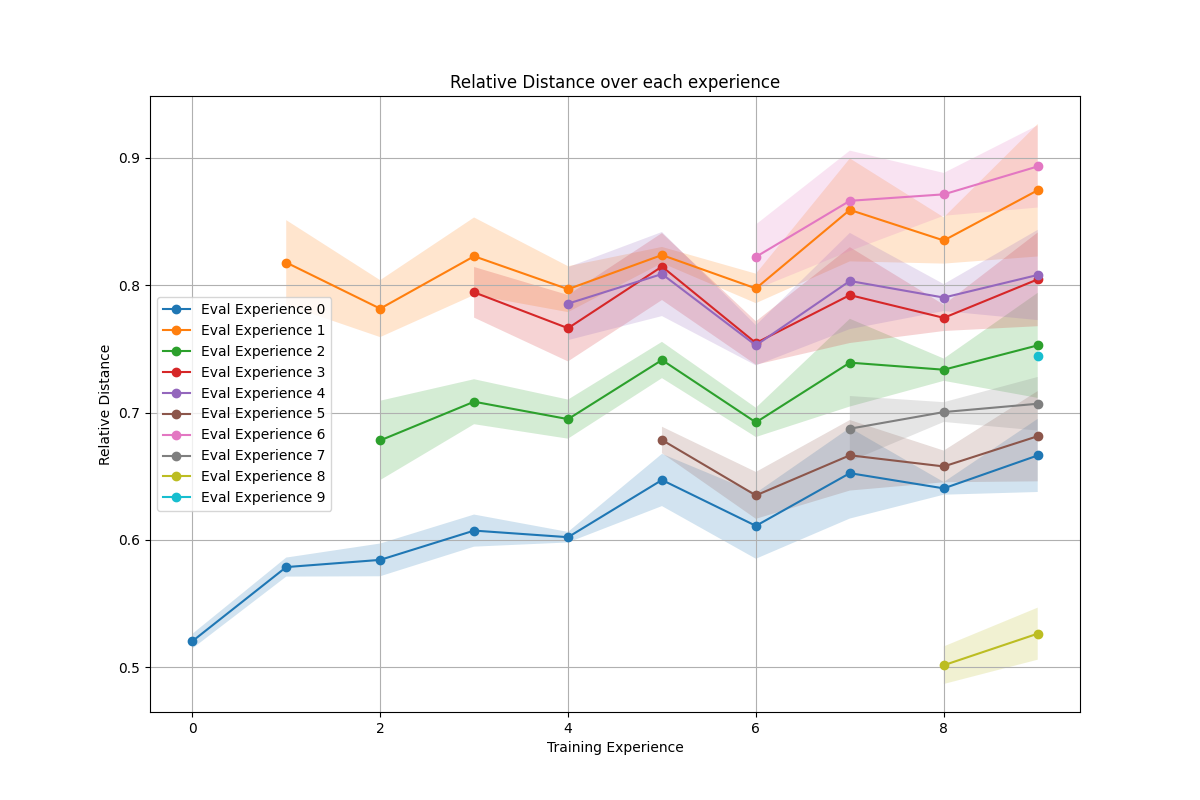 Relative Distance over each experience
Relative Distance
0.9
0.8
0.7
0.6
0.5
Eval Experience 0
Eval Experience 1
Eval Experience 2
Eval Experience 3
Eval Experience 4
Eval Experience 5
Eval Experience 6
Eval Experience 7
Eval Experience 8
Eval Experience 9
0 2 4 6 8
Training Experience